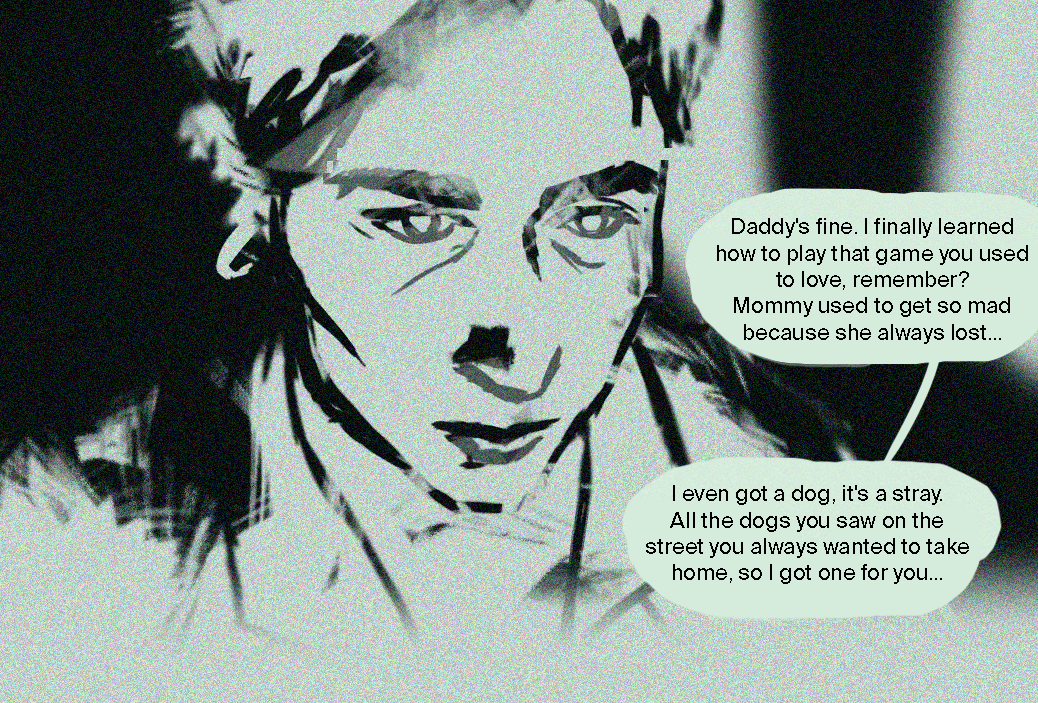 Daddy's fine. I finally learned
how to play that game you used
to love, remember?
Mommy used to get so mad
because she always lost...
I even got a dog, it's a stray.
All the dogs you saw on the
street you always wanted to take
home, so I got one for you...